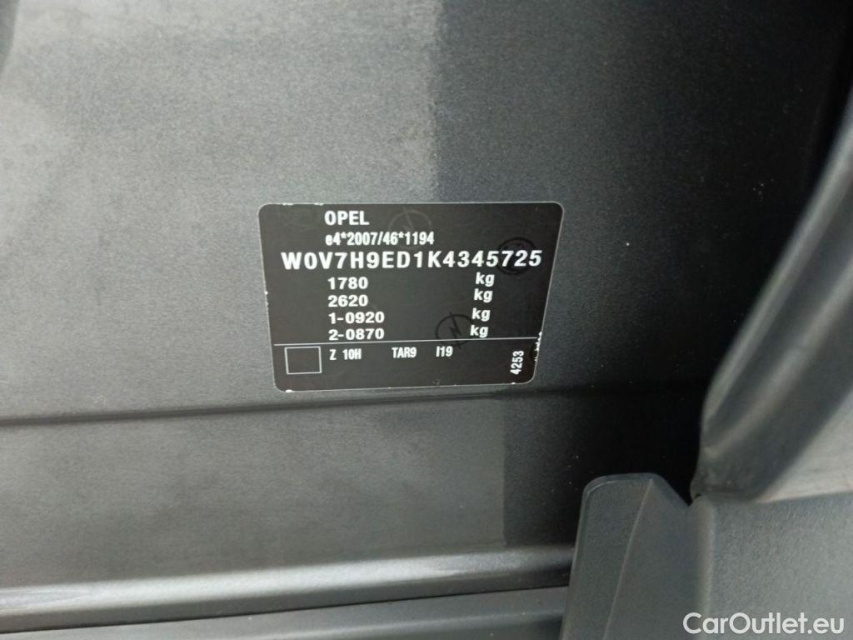 OPEL
e4*2007/46*1194
W0V7H9ED1K4345725
1780 kg
2620 kg
1-0920 kg
2-0870 kg
Z 10H TAR9 I19
4253
CarOutlet.eu